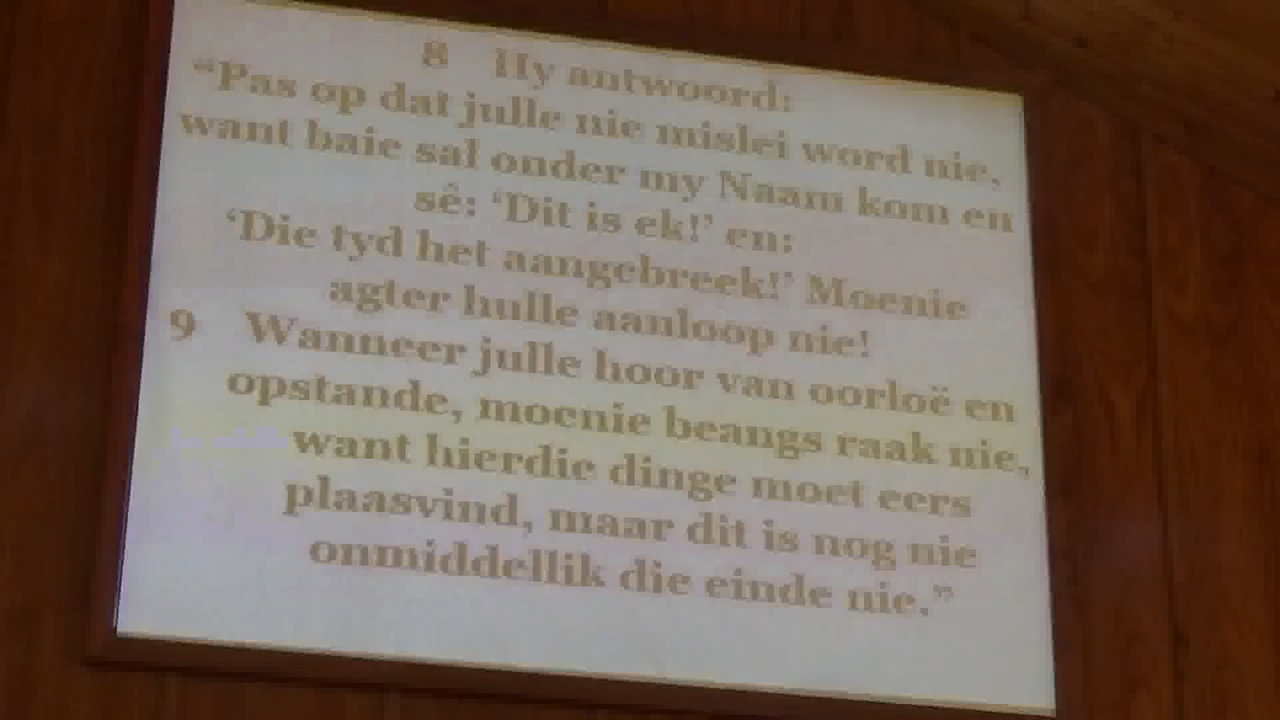 8 Hy antwoord:
“Pas op dat julle nie mislei word nie,
want baie sal onder my Naam kom en
sê: ‘Dit is ek!’ en:
‘Die tyd het aangebreek!’ Moenie
agter hulle aanloop nie!
9 Wanneer julle hoor van oorloë en
opstande, moenie beangs raak nie,
want hierdie dinge moet eers
plaasvind, maar dit is nog nie
onmiddellik die einde nie.”